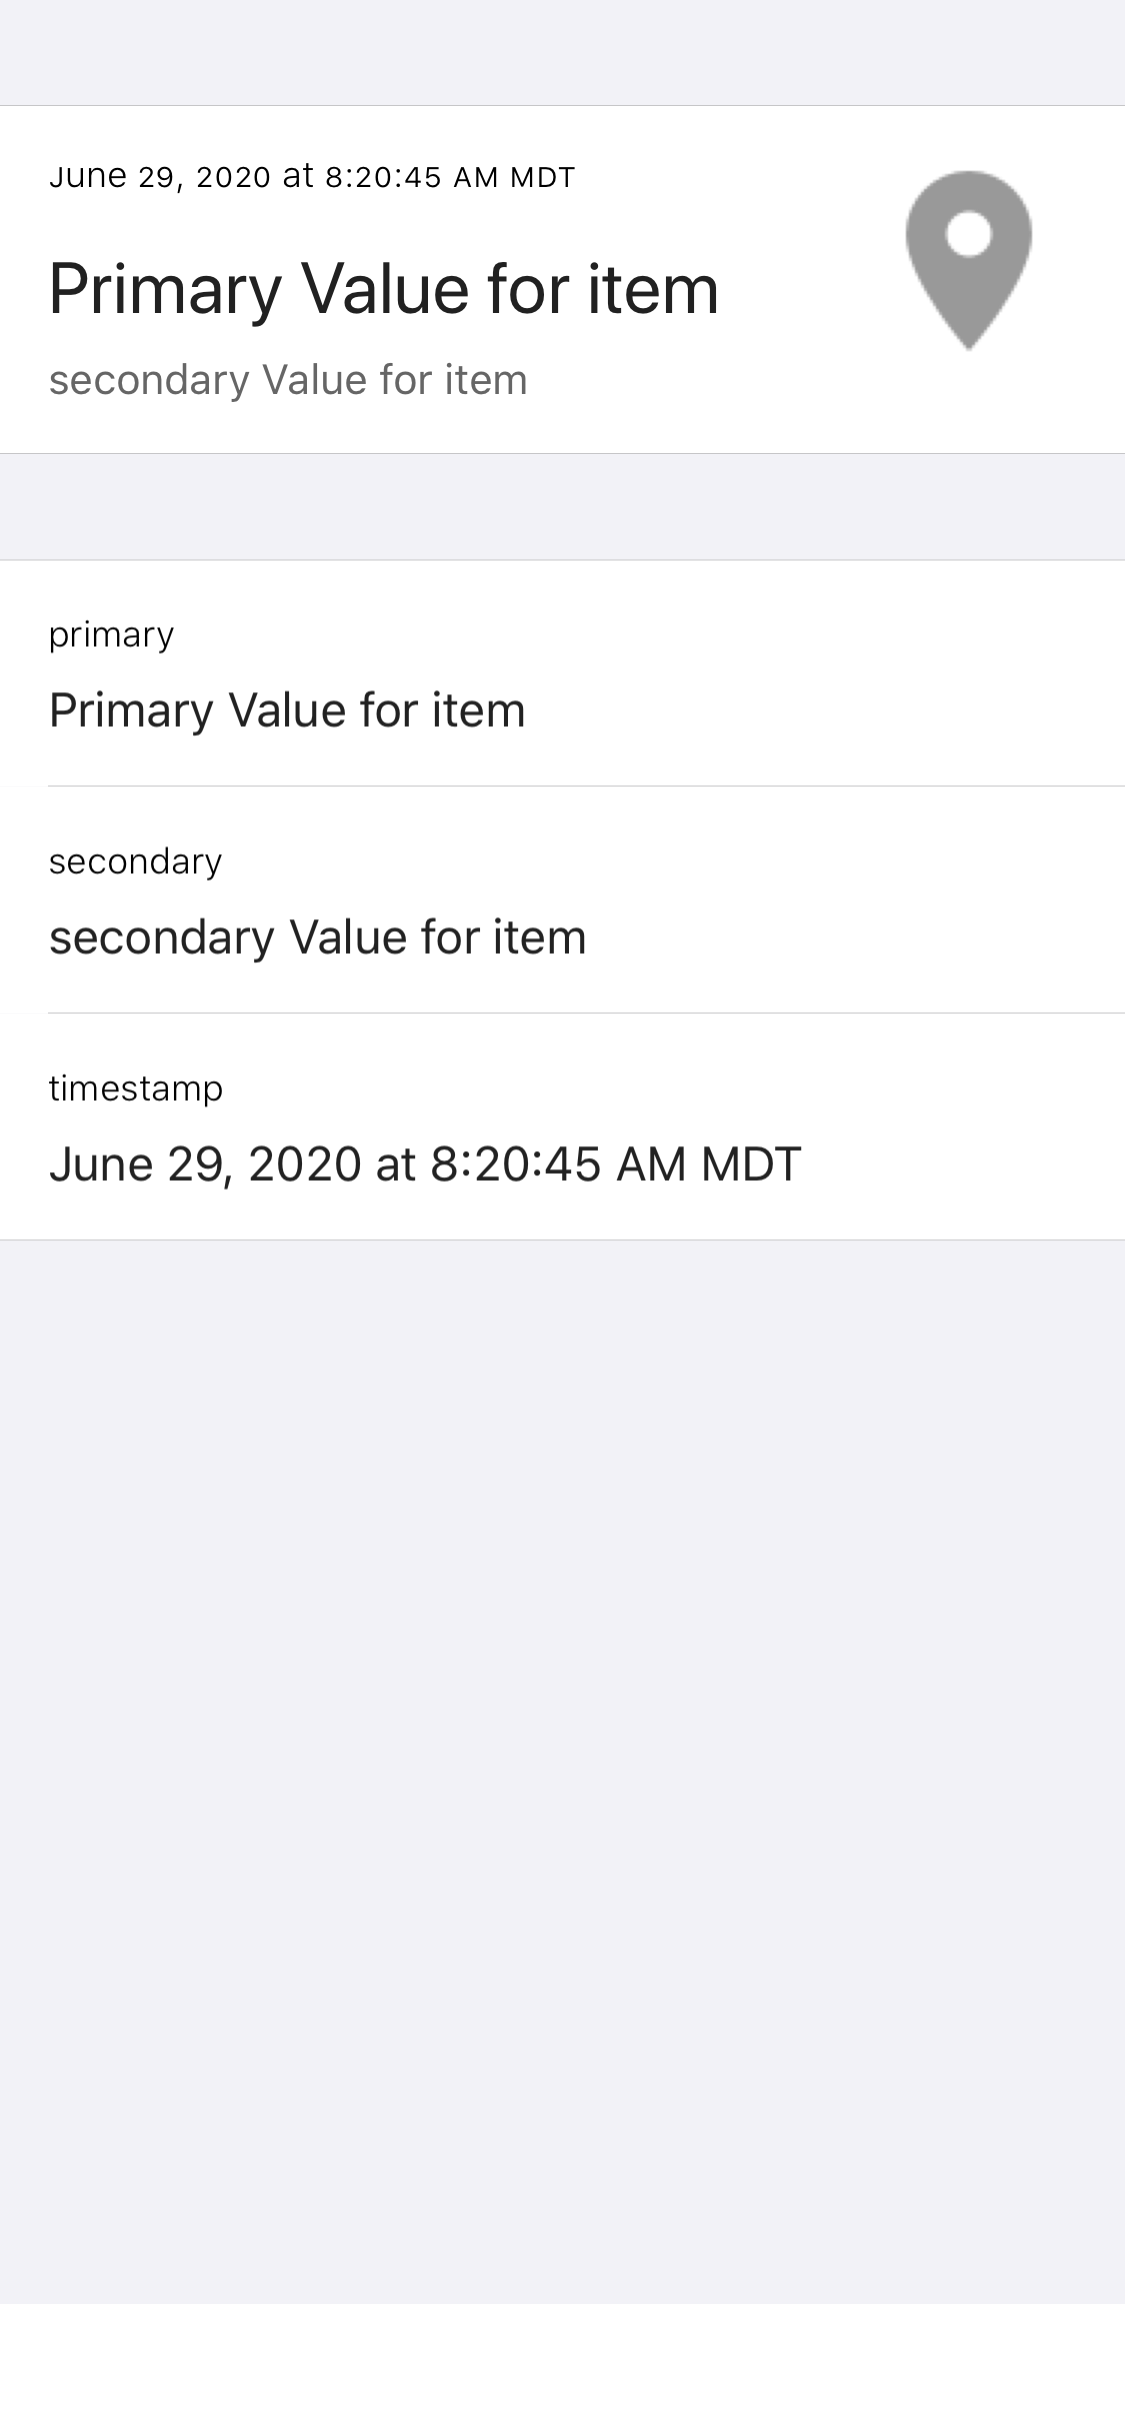 June 29, 2020 at 8:20:45 AM MDT
Primary Value for item
secondary Value for item
primary
Primary Value for item
secondary
secondary Value for item
timestamp
June 29, 2020 at 8:20:45 AM MDT